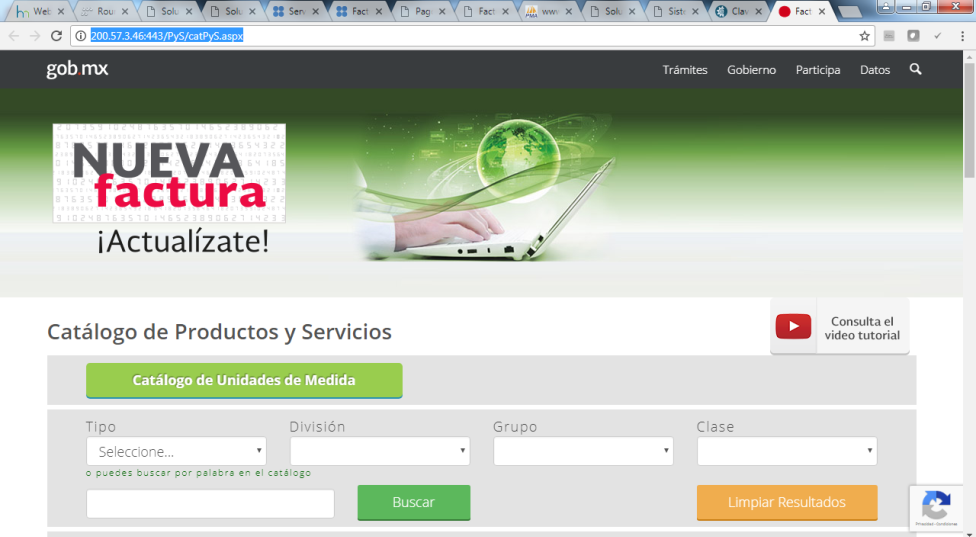 Web
Rou
Solu
Solu
Serv
Fact
Pag
Fact
www
Solu
Siste
Clav
Fact
200.57.3.46:443/PyS/catPyS.aspx
gob.mx
Trámites Gobierno Participa Datos
NUEVA
factura
¡Actualízate!
Catálogo de Productos y Servicios
Consulta el
video tutorial
Catálogo de Unidades de Medida
Tipo División Grupo Clase
Seleccione...
o puedes buscar por palabra en el catálogo
Buscar
Limpiar Resultados
Privacidad - Condiciones